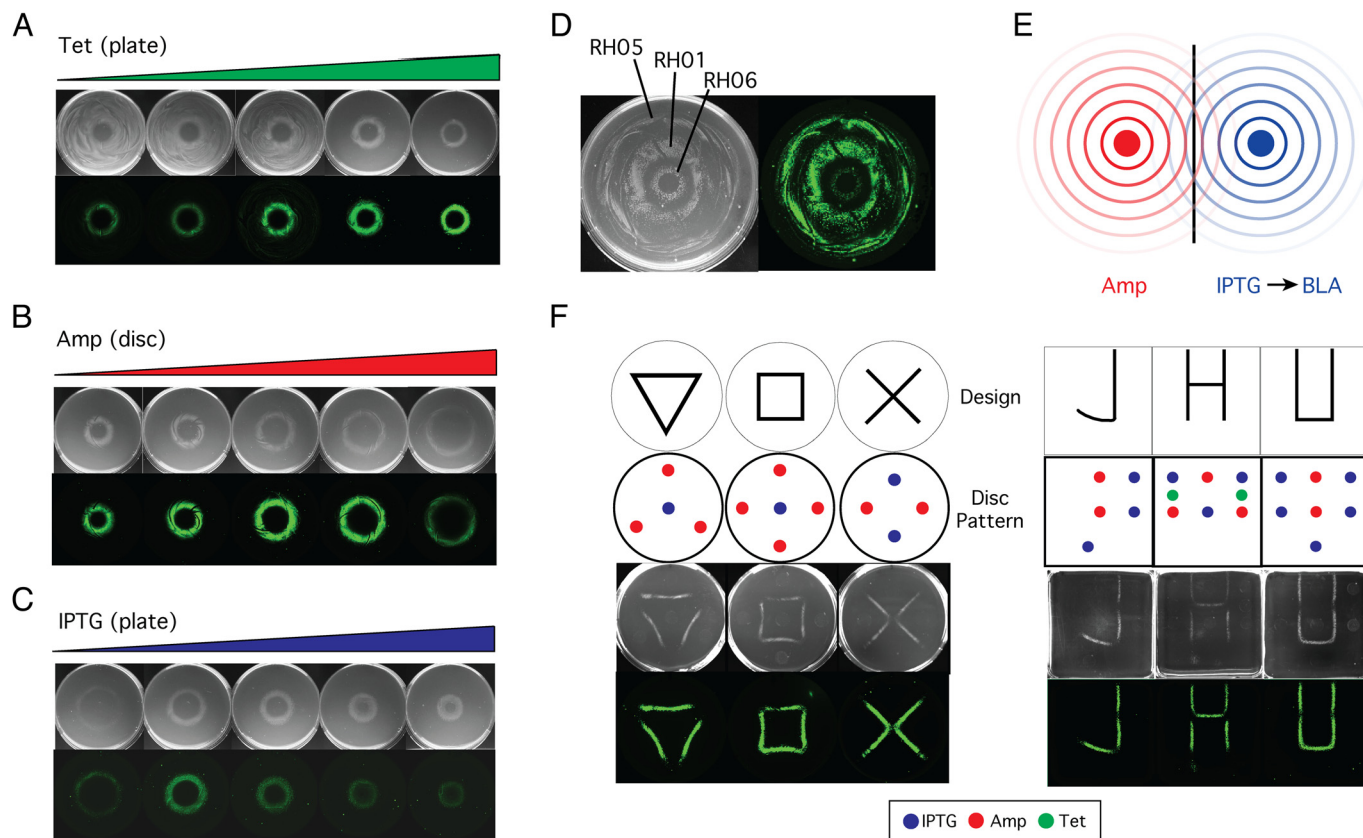 A
Tet (plate)
B
Amp (disc)
C
IPTG (plate)
D
RH05
RH01
RH06
E
Amp
IPTG → BLA
F
Design
Disc
Pattern
IPTG Amp Tet